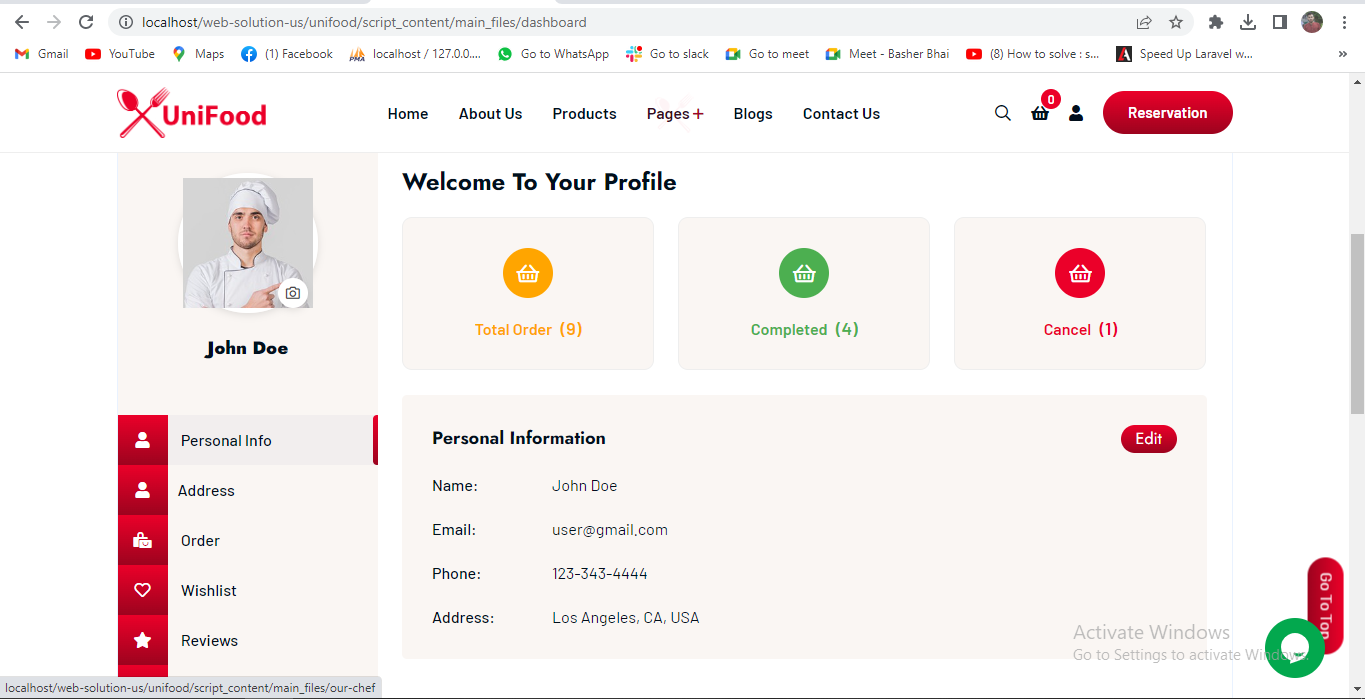 localhost/web-solution-us/unifood/script_content/main_files/dashboard
Gmail YouTube Maps (1) Facebook localhost / 127.0.0.... Go to WhatsApp Go to slack Go to meet Meet - Basher Bhai (8) How to solve : s... Speed Up Laravel w... »
UniFood Home About Us Products Pages+ Blogs Contact Us 0 Reservation
John Doe
Personal Info
Address
Order
Wishlist
Reviews
Welcome To Your Profile
Total Order (9) Completed (4) Cancel (1)
Personal Information Edit
Name: John Doe
Email: user@gmail.com
Phone: 123-343-4444
Address: Los Angeles, CA, USA
Go To Top
Activate Windows
Go to Settings to activate Windows.
localhost/web-solution-us/unifood/script_content/main_files/our-chef